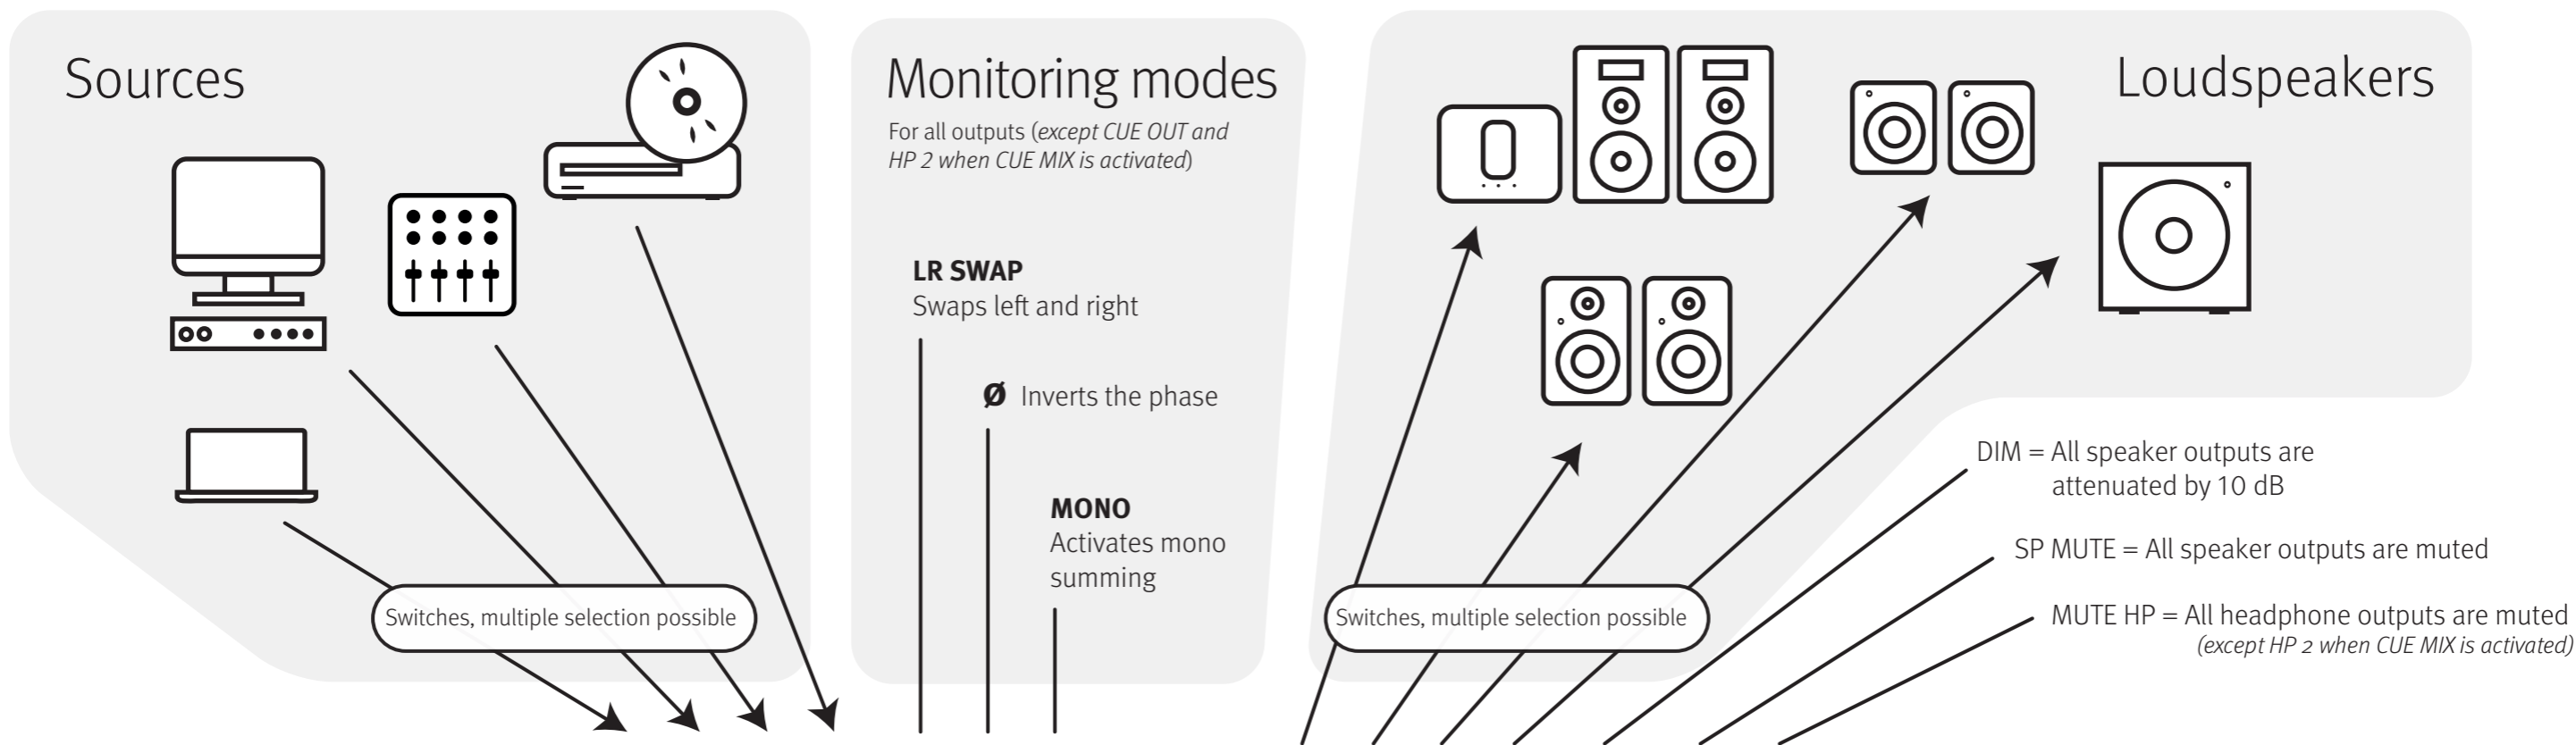 Sources
Switches, multiple selection possible
Monitoring modes
For all outputs (except CUE OUT and
HP 2 when CUE MIX is activated)
LR SWAP
Swaps left and right
Ø Inverts the phase
MONO
Activates mono
summing
Loudspeakers
Switches, multiple selection possible
DIM = All speaker outputs are
attenuated by 10 dB
SP MUTE = All speaker outputs are muted
MUTE HP = All headphone outputs are muted
(except HP 2 when CUE MIX is activated)